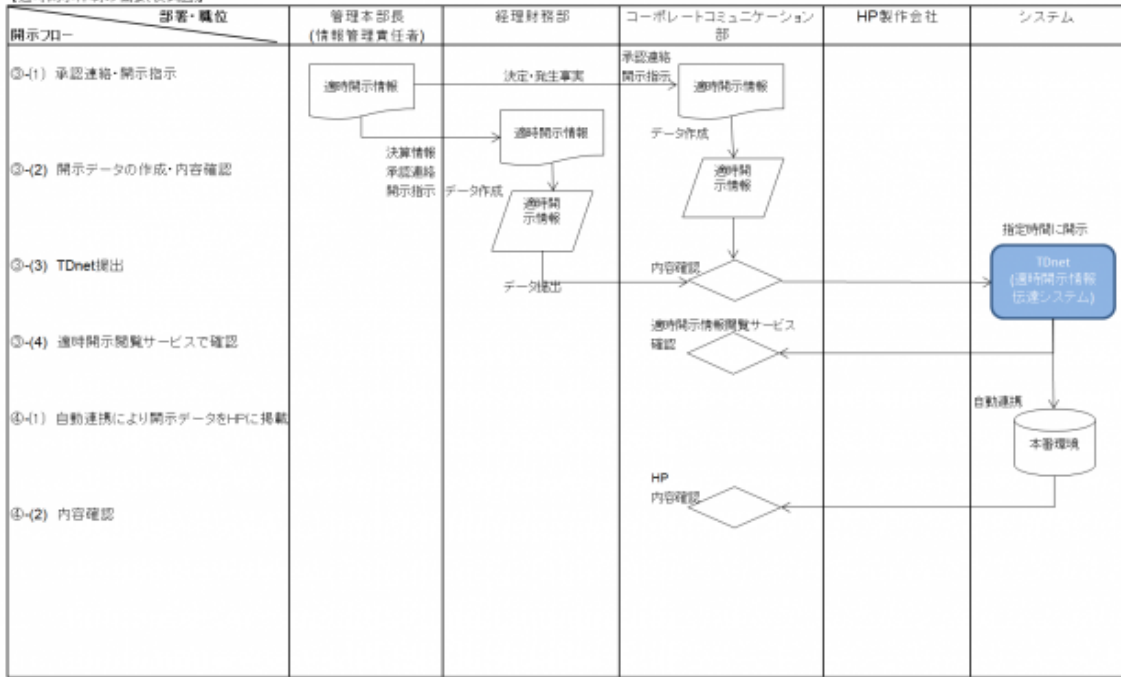 部署・職位
開示フロー
管理本部長
(情報管理責任者)
経理財務部
コーポレートコミュニケーション
部
HP製作会社
システム
③-(1) 承認連絡・開示指示
適時開示情報
決定・発生事実
承認連絡
開示指示
適時開示情報
適時開示情報
データ作成
決算情報
承認連絡
開示指示
データ作成
③-(2) 開示データの作成・内容確認
適時開
示情報
適時開
示情報
指定時間に開示
③-(3) TDnet提出
データ提出
内容確認
TDnet
(適時開示情報
伝達システム)
③-(4) 適時開示閲覧サービスで確認
適時開示情報閲覧サービス
確認
④-(1) 自動連携により開示データをHPに掲載
自動連携
本番環境
④-(2) 内容確認
HP
内容確認